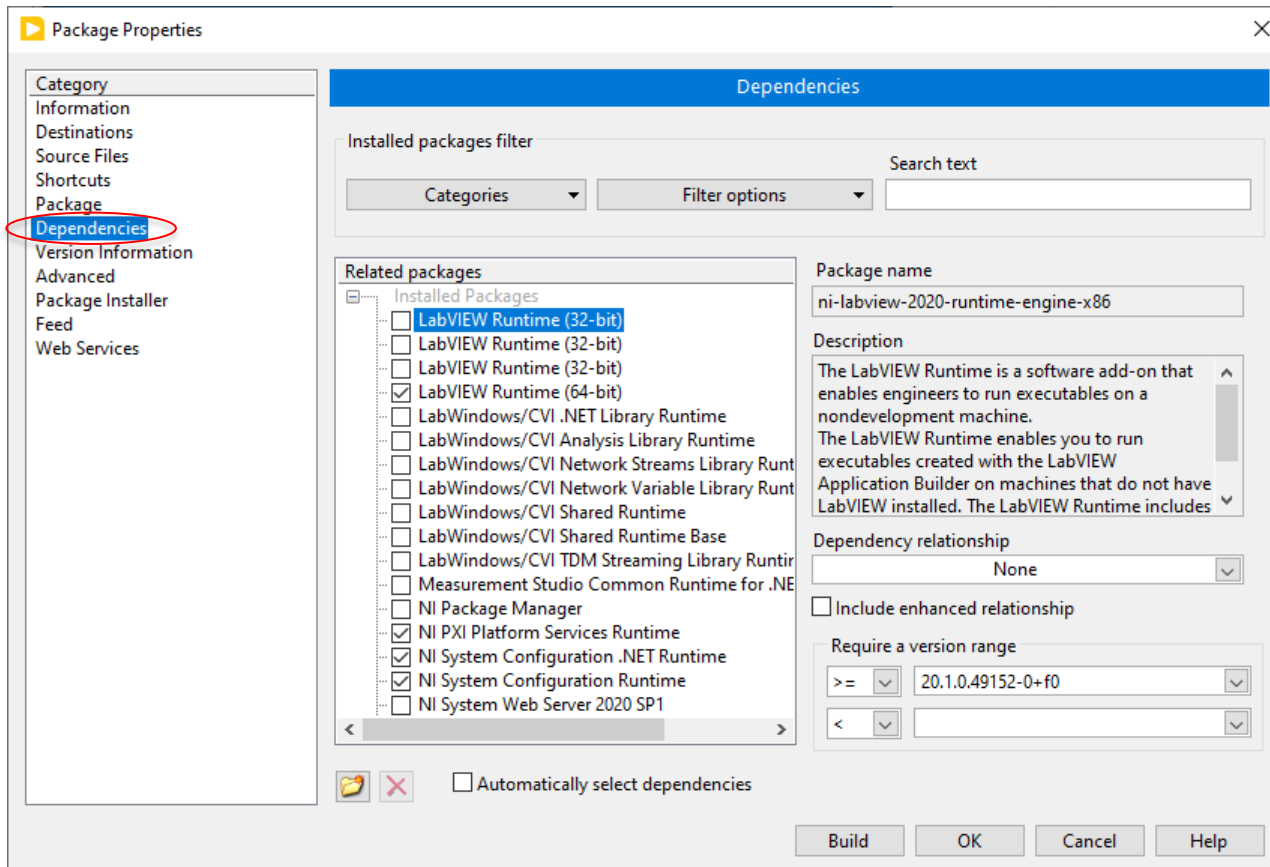 Package Properties
Category
Information
Destinations
Source Files
Shortcuts
Package
Dependencies
Version Information
Advanced
Package Installer
Feed
Web Services
Dependencies
Installed packages filter
Categories
Filter options
Search text
Related packages
Installed Packages
LabVIEW Runtime (32-bit)
LabVIEW Runtime (32-bit)
LabVIEW Runtime (32-bit)
LabVIEW Runtime (64-bit)
LabWindows/CVI .NET Library Runtime
LabWindows/CVI Analysis Library Runtime
LabWindows/CVI Network Streams Library Runt
LabWindows/CVI Network Variable Library Runt
LabWindows/CVI Shared Runtime
LabWindows/CVI Shared Runtime Base
LabWindows/CVI TDM Streaming Library Runtir
Measurement Studio Common Runtime for .NE
NI Package Manager
NI PXI Platform Services Runtime
NI System Configuration .NET Runtime
NI System Configuration Runtime
NI System Web Server 2020 SP1
Automatically select dependencies
Package name
ni-labview-2020-runtime-engine-x86
Description
The LabVIEW Runtime is a software add-on that
enables engineers to run executables on a
nondevelopment machine.
The LabVIEW Runtime enables you to run
executables created with the LabVIEW
Application Builder on machines that do not have
LabVIEW installed. The LabVIEW Runtime includes
Dependency relationship
None
Include enhanced relationship
Require a version range
>= 20.1.0.49152-0+f0
<
Build OK Cancel Help